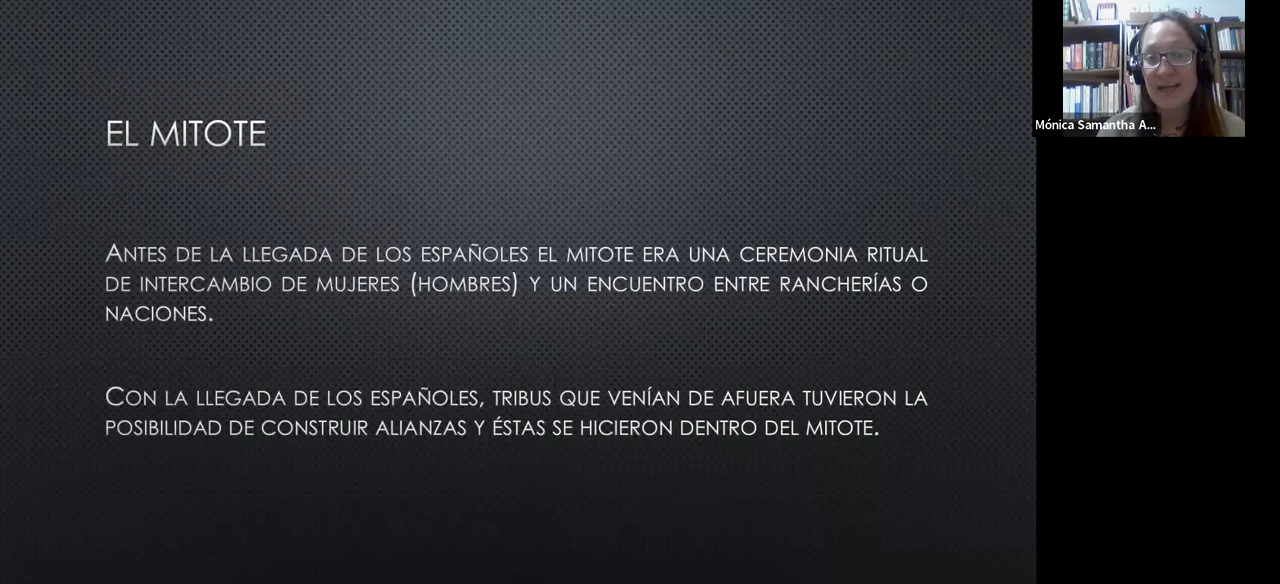 EL MITOTE
ANTES DE LA LLEGADA DE LOS ESPAÑOLES EL MITOTE ERA UNA CEREMONIA RITUAL
DE INTERCAMBIO DE MUJERES (HOMBRES) Y UN ENCUENTRO ENTRE RANCHERÍAS O
NACIONES.
CON LA LLEGADA DE LOS ESPAÑOLES, TRIBUS QUE VENÍAN DE AFUERA TUVIERON LA
POSIBILIDAD DE CONSTRUIR ALIANZAS Y ÉSTAS SE HICIERON DENTRO DEL MITOTE.
Mónica Samantha A...